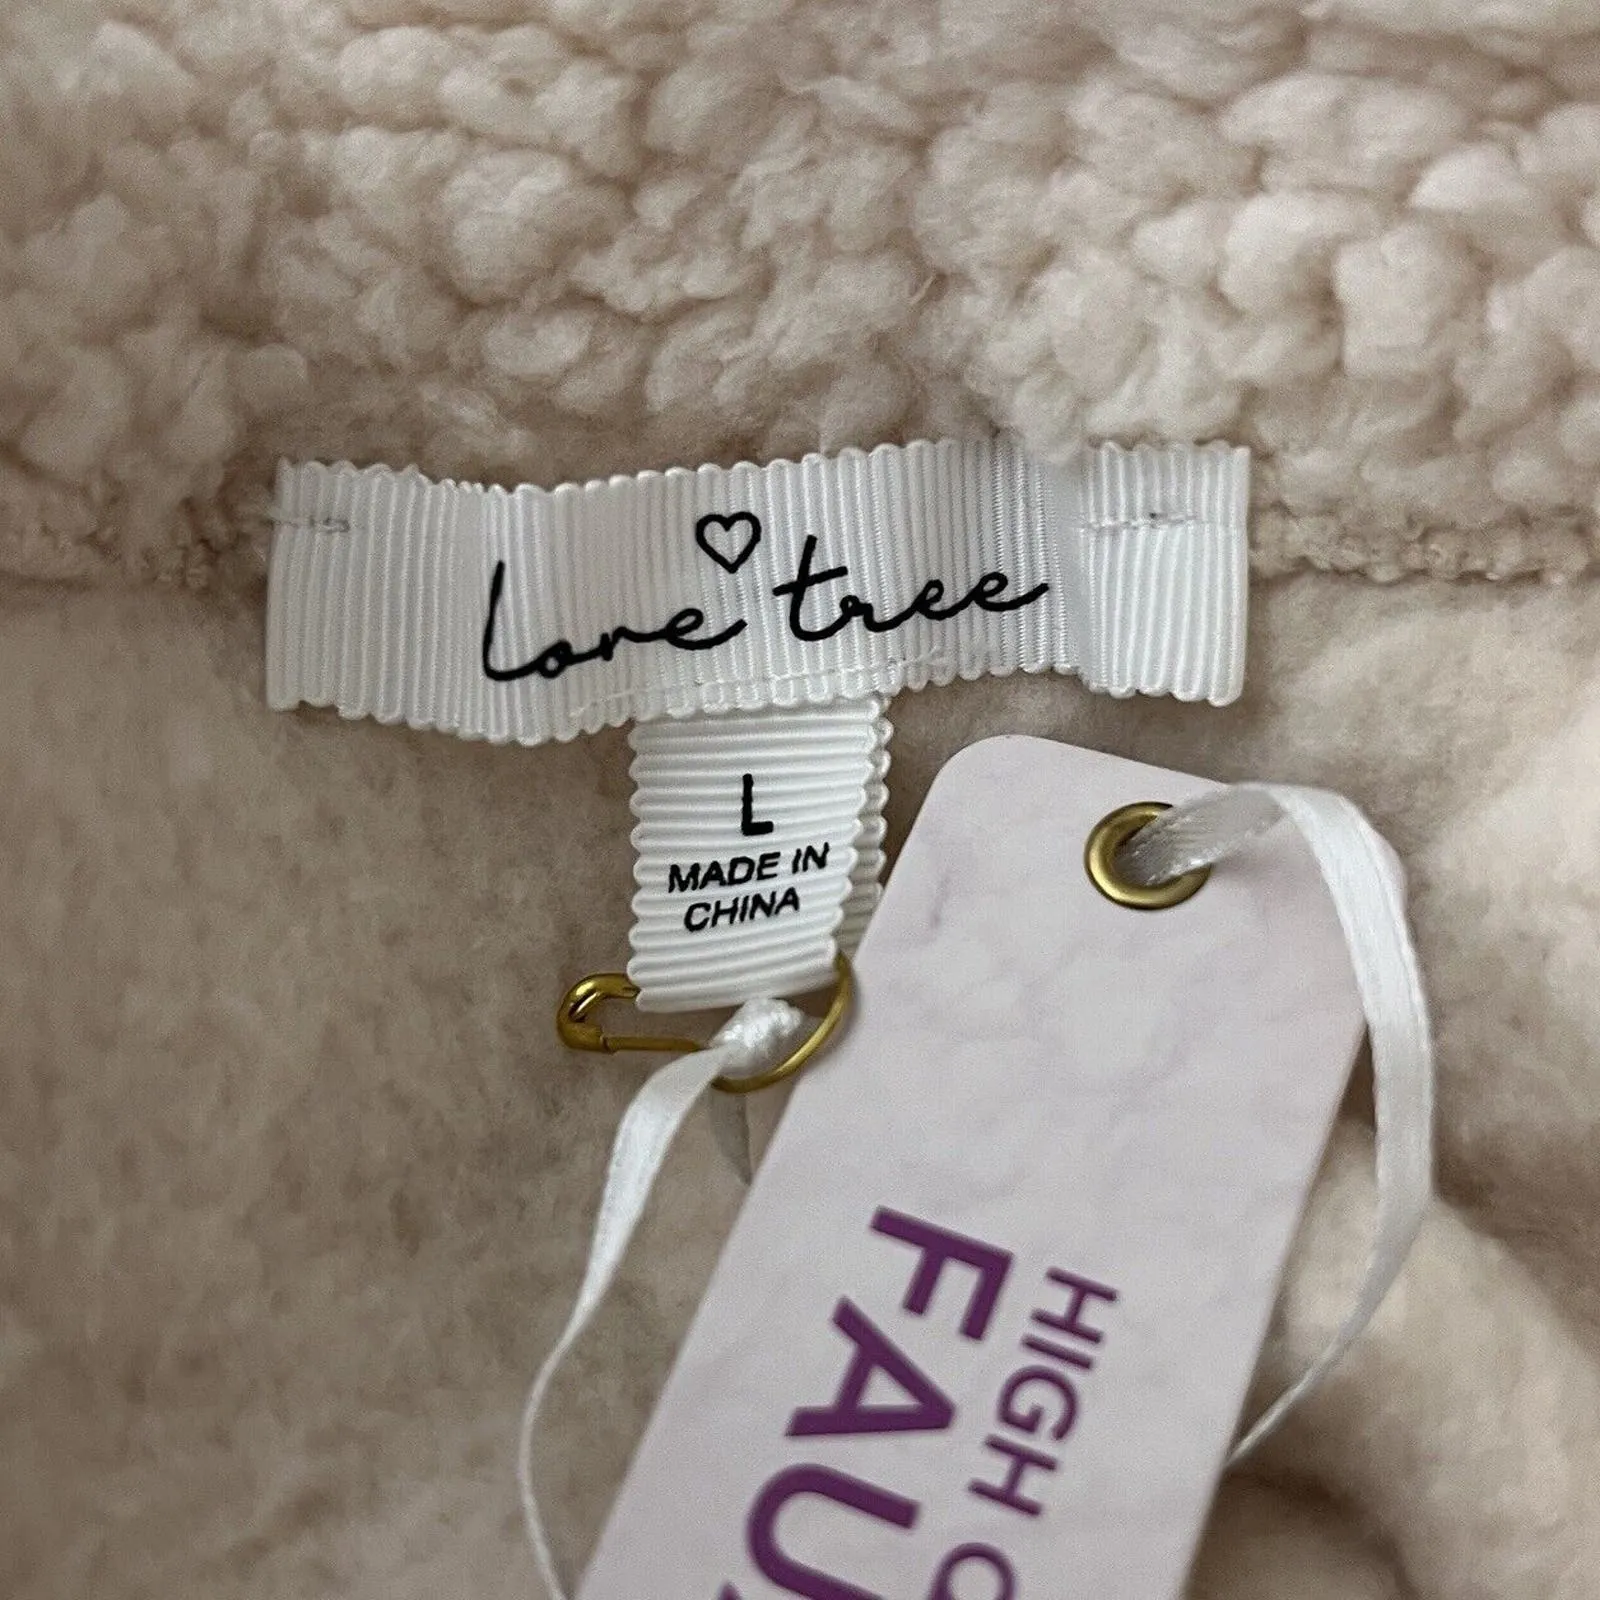 love tree
L
MADE IN
CHINA
HIGH
FAU